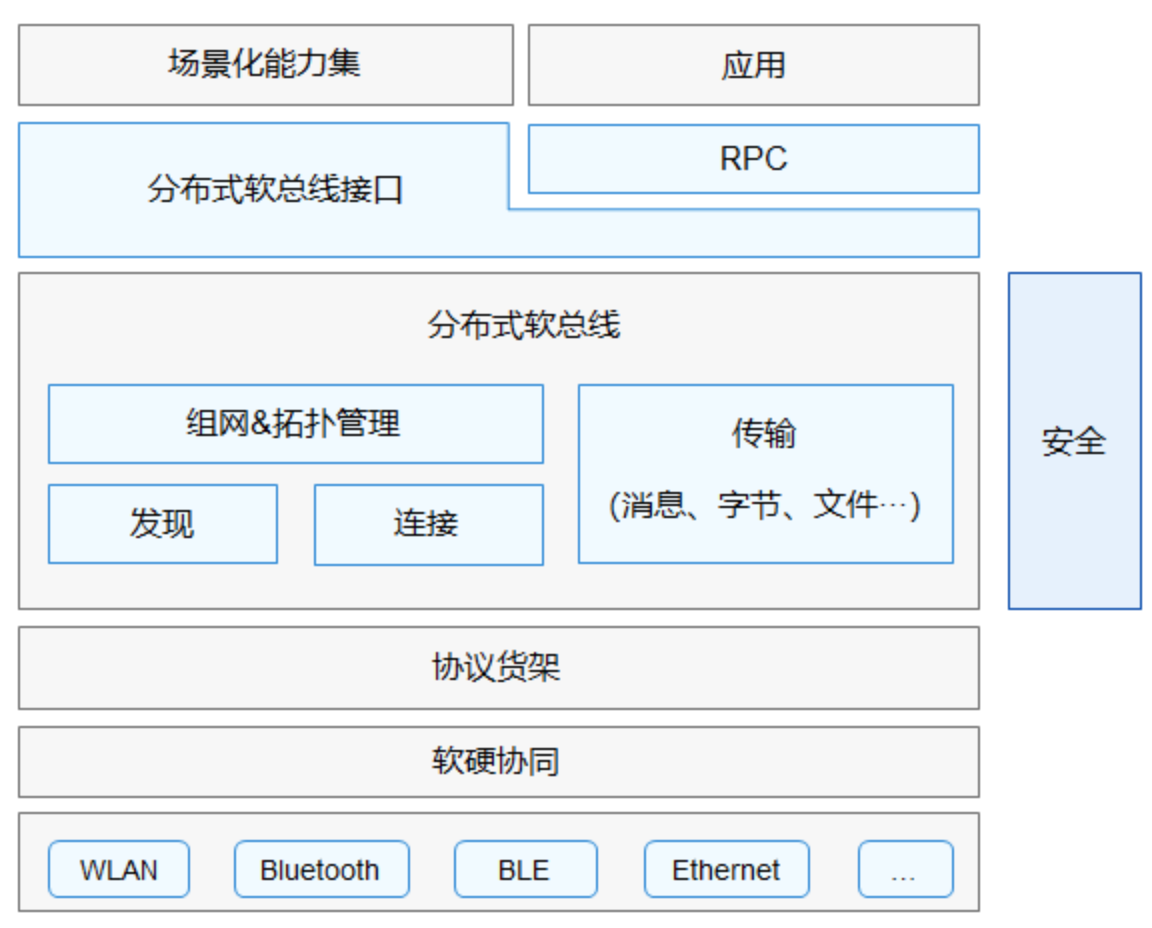 场景化能力集
应用
分布式软总线接口
RPC
分布式软总线
组网&拓扑管理
传输
(消息、字节、文件…)
发现
连接
安全
协议货架
软硬协同
WLAN
Bluetooth
BLE
Ethernet
...